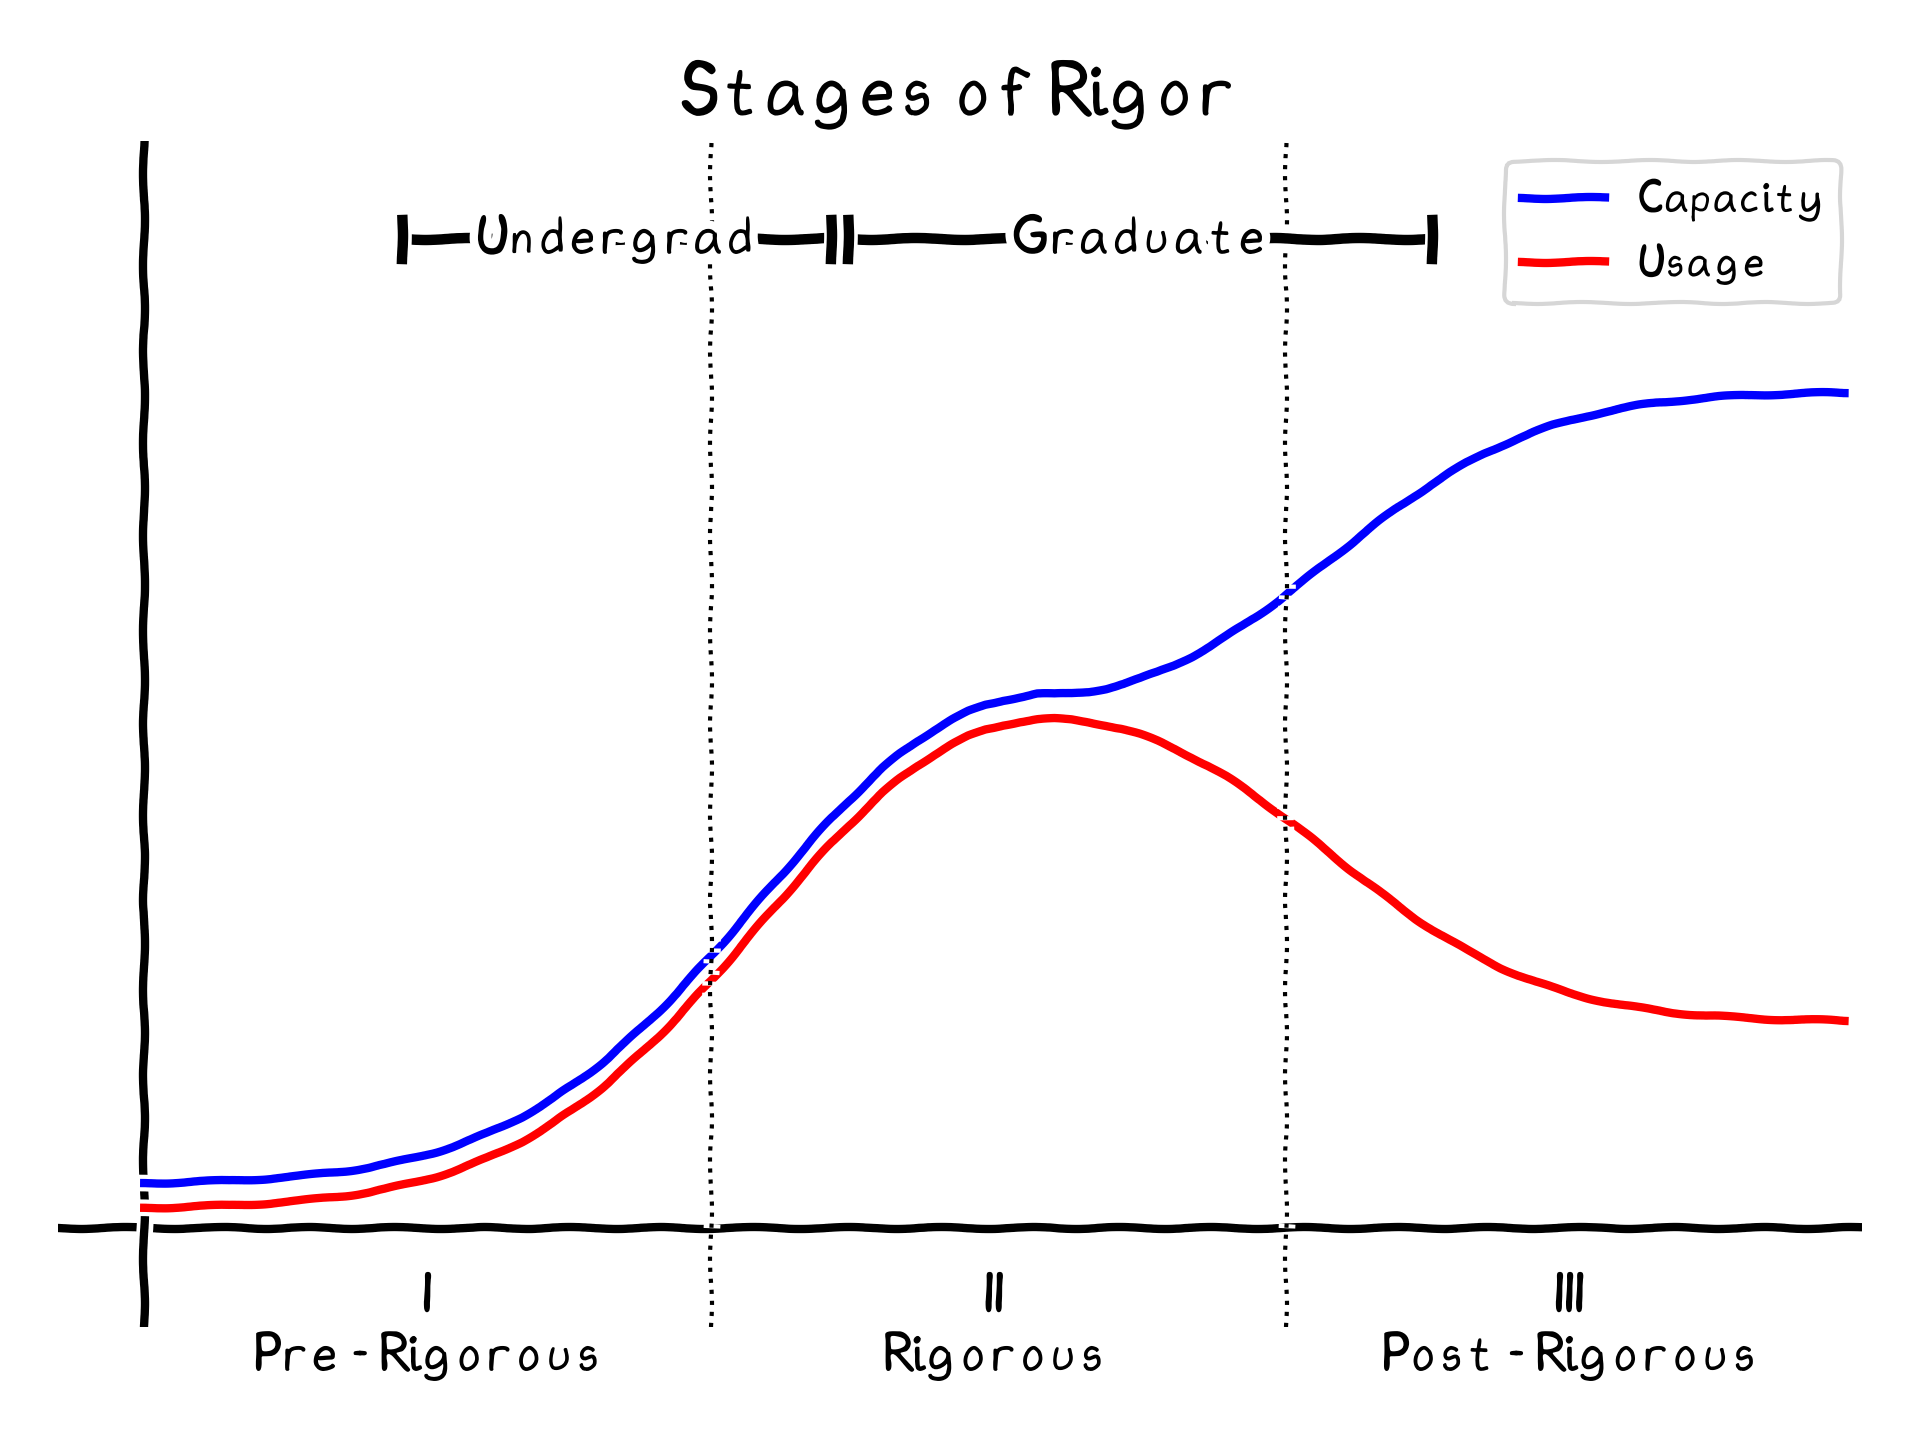 Stages of Rigor
Undergrad
Graduate
Capacity
Usage
I
II
III
Pre-Rigorous
Rigorous
Post-Rigorous